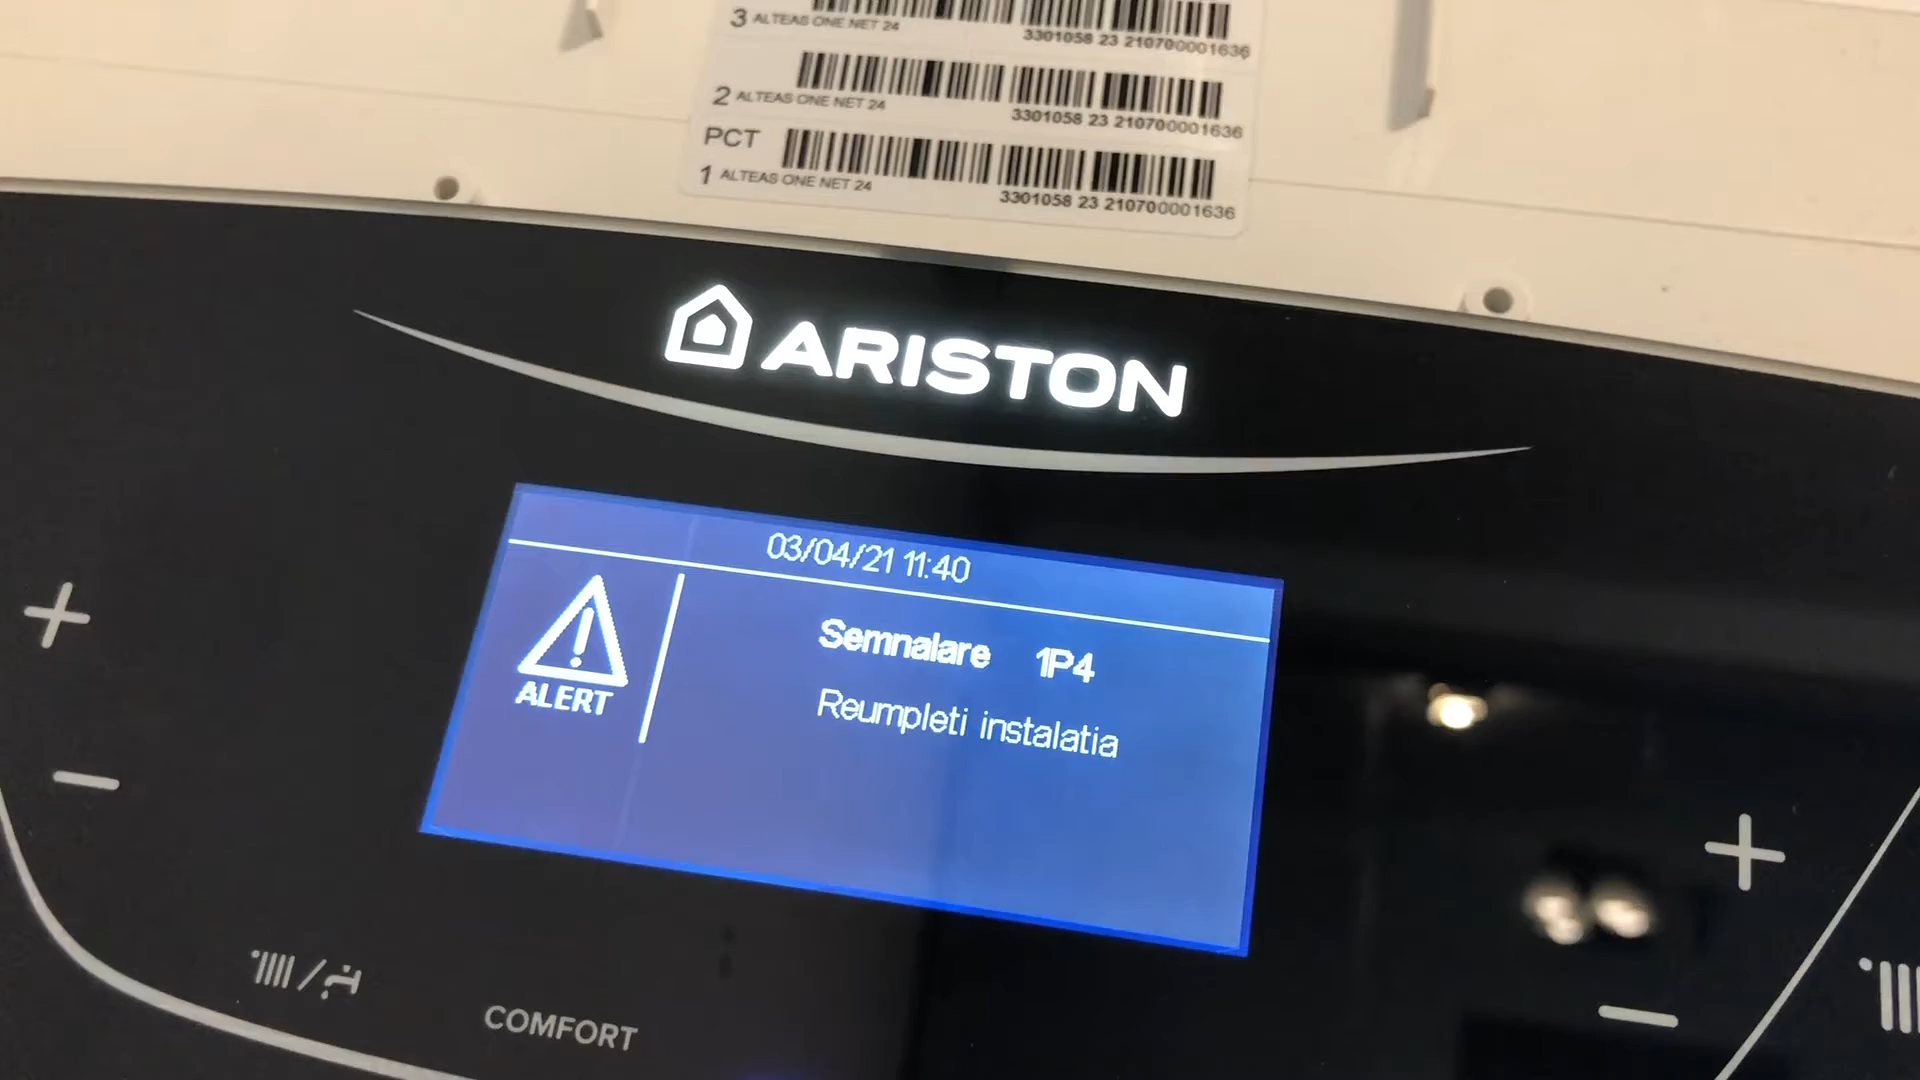 3 ALTEAS ONE NET 24
3301058 23 210700001636
2 ALTEAS ONE NET 24
3301058 23 210700001636
PCT
1 ALTEAS ONE NET 24
3301058 23 210700001636
ARISTON
03/04/21 11:40
ALERT
Semnalare 1P4
Reumpleti instalatia
COMFORT